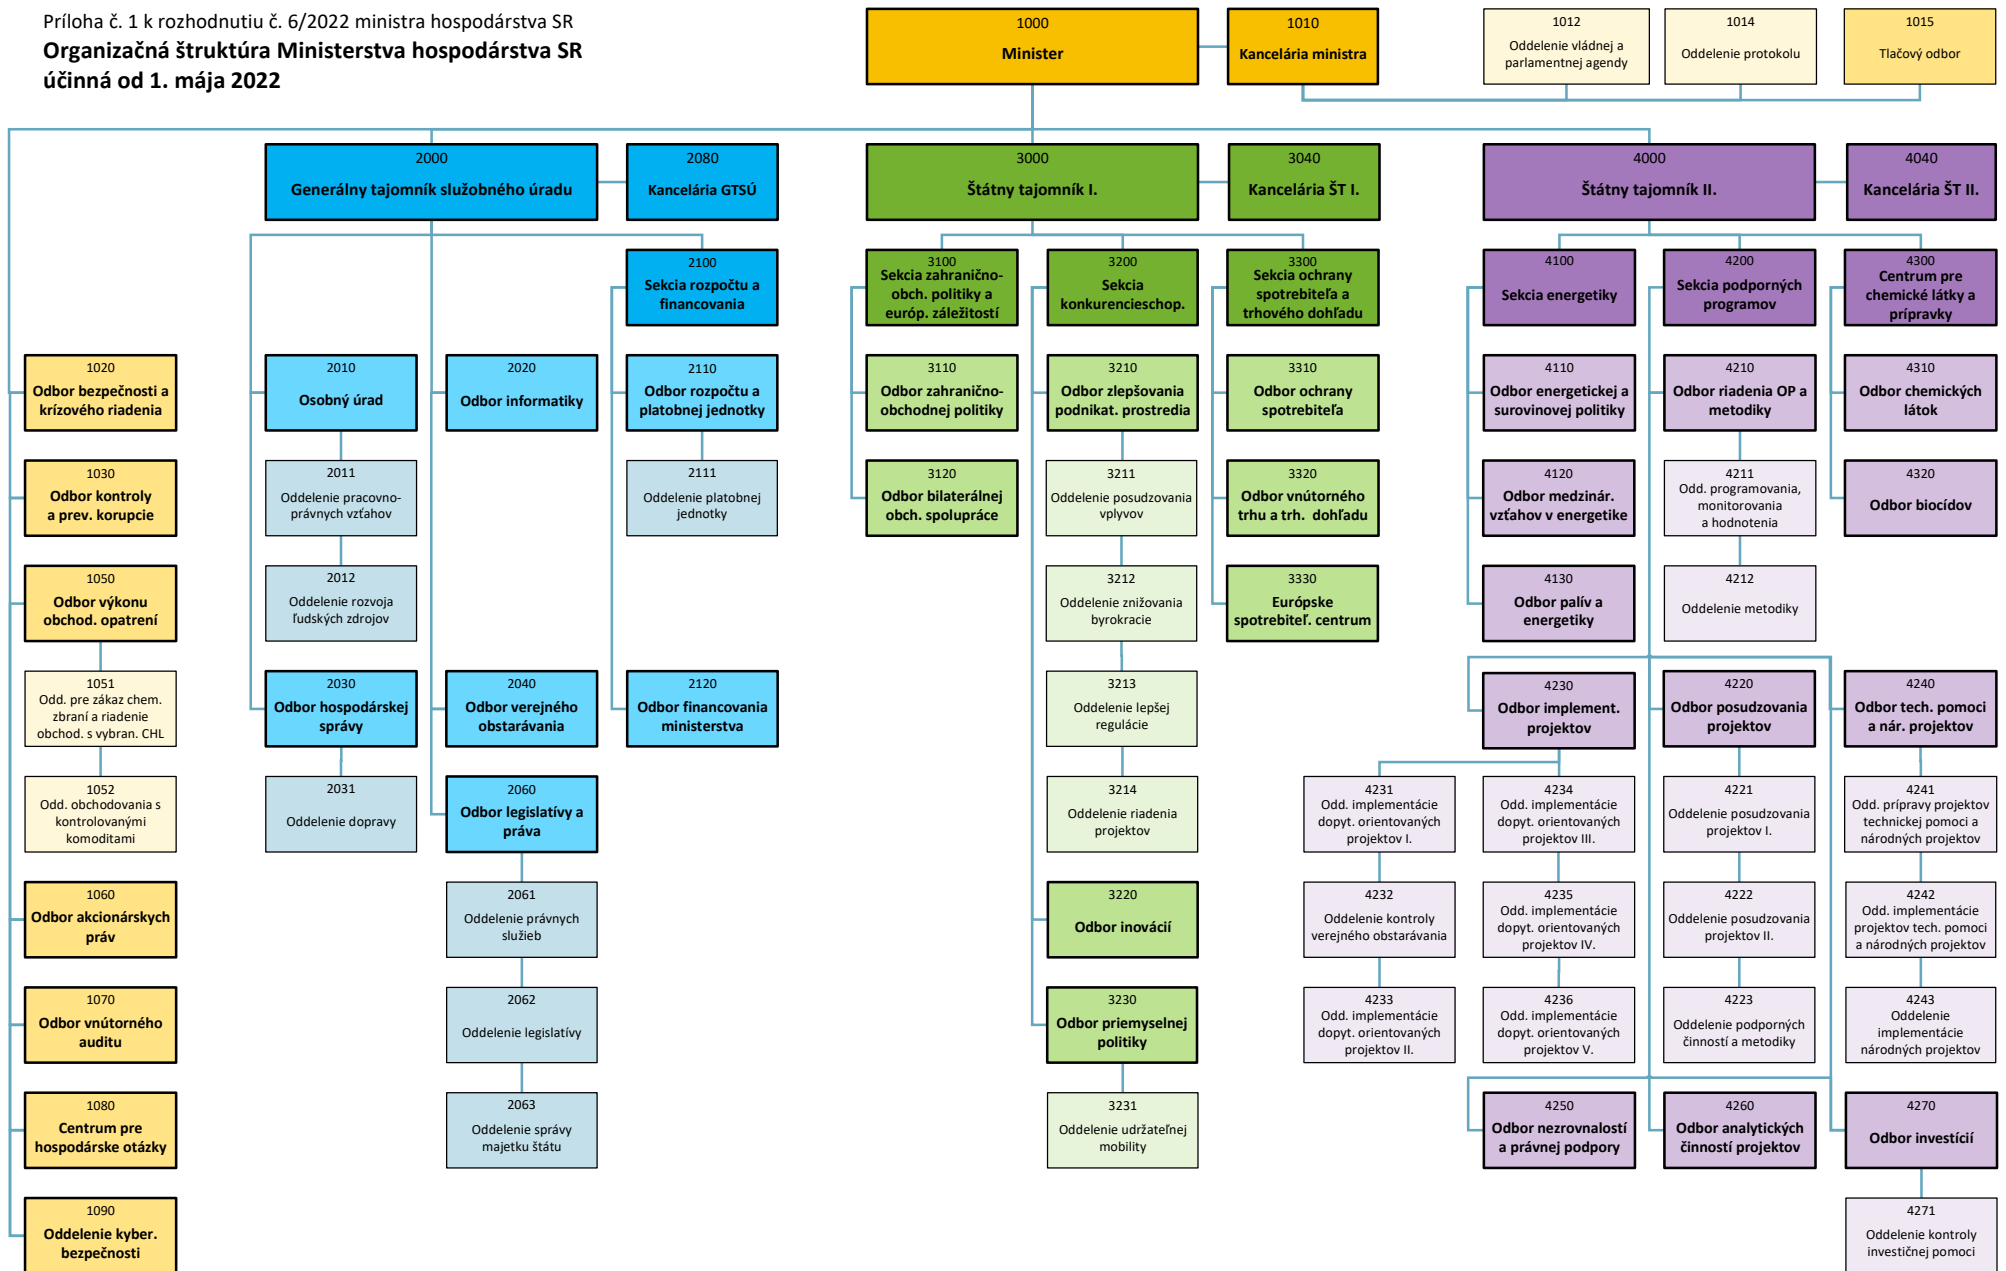 Príloha č. 1 k rozhodnutiu č. 6/2022 ministra hospodárstva SR
Organizačná štruktúra Ministerstva hospodárstva SR
účinná od 1. mája 2022
1000
Minister
1010
Kancelária ministra
1012
Oddelenie vládnej a
parlamentnej agendy
1014
Oddelenie protokolu
1015
Tlačový odbor
2000
Generálny tajomník služobného úradu
2080
Kancelária GTSÚ
3000
Štátny tajomník I.
3040
Kancelária ŠT I.
4000
Štátny tajomník II.
4040
Kancelária ŠT II.
2100
Sekcia rozpočtu a
financovania
3100
Sekcia zahranično-
obch. politiky a
európ. záležitostí
3200
Sekcia
konkurencieschop.
3300
Sekcia ochrany
spotrebiteľa a
trhového dohľadu
4100
Sekcia energetiky
4200
Sekcia podporných
programov
4300
Centrum pre
chemické látky a
prípravky
1020
Odbor bezpečnosti a
krízového riadenia
2010
Osobný úrad
2020
Odbor informatiky
2110
Odbor rozpočtu a
platobnej jednotky
3110
Odbor zahranično-
obchodnej politiky
3210
Odbor zlepšovania
podnikat. prostredia
3310
Odbor ochrany
spotrebiteľa
4110
Odbor energetickej a
surovinovej politiky
4210
Odbor riadenia OP a
metodiky
4310
Odbor chemických
látok
1030
Odbor kontroly
a prev. korupcie
2011
Oddelenie pracovno-
právnych vzťahov
2111
Oddelenie platobnej
jednotky
3120
Odbor bilaterálnej
obch. spolupráce
3211
Oddelenie posudzovania
vplyvov
3320
Odbor vnútorného
trhu a trh. dohľadu
4120
Odbor medzinár.
vzťahov v energetike
4211
Odd. programovania,
monitorovania
a hodnotenia
4320
Odbor biocídov
1050
Odbor výkonu
obchod. opatrení
2012
Oddelenie rozvoja
ľudských zdrojov
3212
Oddelenie znižovania
byrokracie
3330
Európske
spotrebiteľ. centrum
4130
Odbor palív a
energetiky
4212
Oddelenie metodiky
1051
Odd. pre zákaz chem.
zbraní a riadenie
obchod. s vybran. CHL
2030
Odbor hospodárskej
správy
2040
Odbor verejného
obstarávania
2120
Odbor financovania
ministerstva
3213
Oddelenie lepšej
regulácie
4230
Odbor implement.
projektov
4220
Odbor posudzovania
projektov
4240
Odbor tech. pomoci
a nár. projektov
1052
Odd. obchodovania s
kontrolovanými
komoditami
2031
Oddelenie dopravy
2060
Odbor legislatívy a
práva
3214
Oddelenie riadenia
projektov
4231
Odd. implementácie
dopyt. orientovaných
projektov I.
4234
Odd. implementácie
dopyt. orientovaných
projektov III.
4221
Oddelenie posudzovania
projektov I.
4241
Odd. prípravy projektov
technickej pomoci a
národných projektov
1060
Odbor akcionárskych
práv
2061
Oddelenie právnych
služieb
3220
Odbor inovácií
4232
Oddelenie kontroly
verejného obstarávania
4235
Odd. implementácie
dopyt. orientovaných
projektov IV.
4222
Oddelenie posudzovania
projektov II.
4242
Odd. implementácie
projektov tech. pomoci
a národných projektov
1070
Odbor vnútorného
auditu
2062
Oddelenie legislatívy
3230
Odbor priemyselnej
politiky
4233
Odd. implementácie
dopyt. orientovaných
projektov II.
4236
Odd. implementácie
dopyt. orientovaných
projektov V.
4223
Oddelenie podporných
činností a metodiky
4243
Oddelenie
implementácie
národných projektov
1080
Centrum pre
hospodárske otázky
2063
Oddelenie správy
majetku štátu
3231
Oddelenie udržateľnej
mobility
4250
Odbor nezrovnalostí
a právnej podpory
4260
Odbor analytických
činností projektov
4270
Odbor investícií
1090
Oddelenie kyber.
bezpečnosti
4271
Oddelenie kontroly
investičnej pomoci